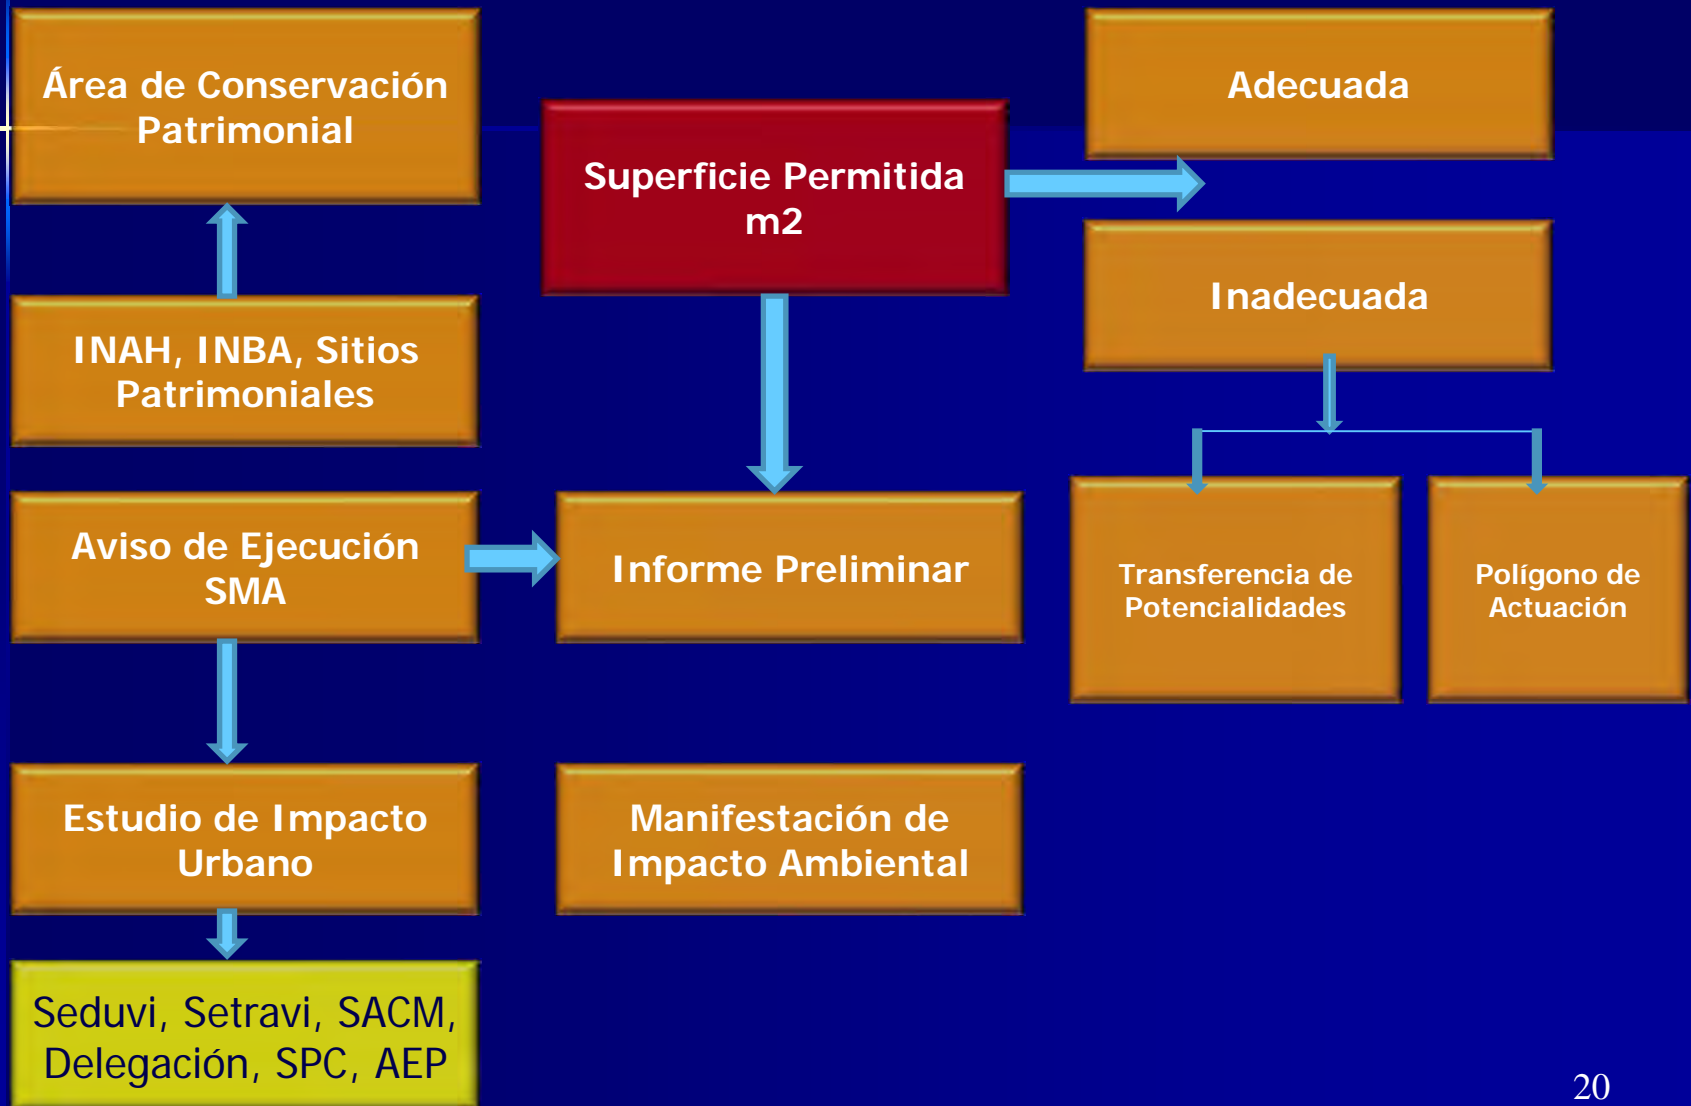 Área de Conservación
Patrimonial
INAH, INBA, Sitios
Patrimoniales
Aviso de Ejecución
SMA
Estudio de Impacto
Urbano
Seduvi, Setravi, SACM,
Delegación, SPC, AEP
Superficie Permitida
m2
Informe Preliminar
Manifestación de
Impacto Ambiental
Adecuada
Inadecuada
Transferencia de
Potencialidades
Polígono de
Actuación
20